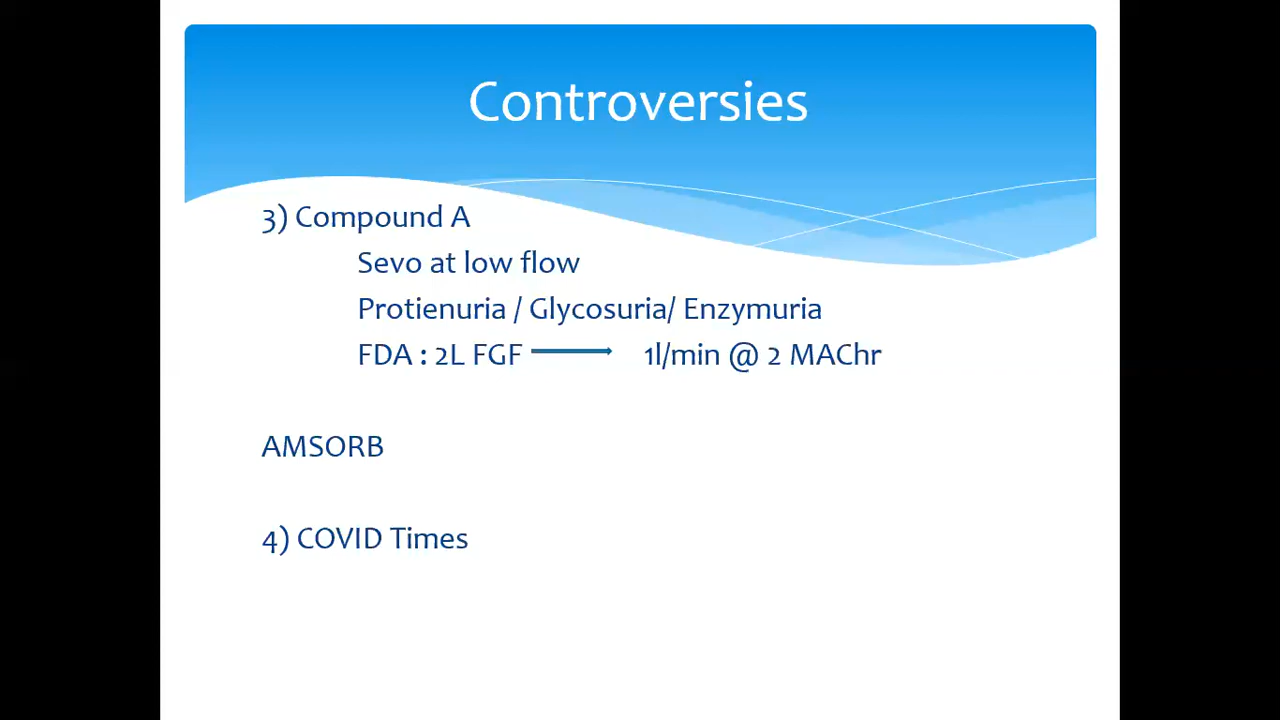 Controversies
3) Compound A
Sevo at low flow
Protienuria / Glycosuria/ Enzymuria
FDA : 2L FGF → 1l/min @ 2 MAChr
AMSORB
4) COVID Times